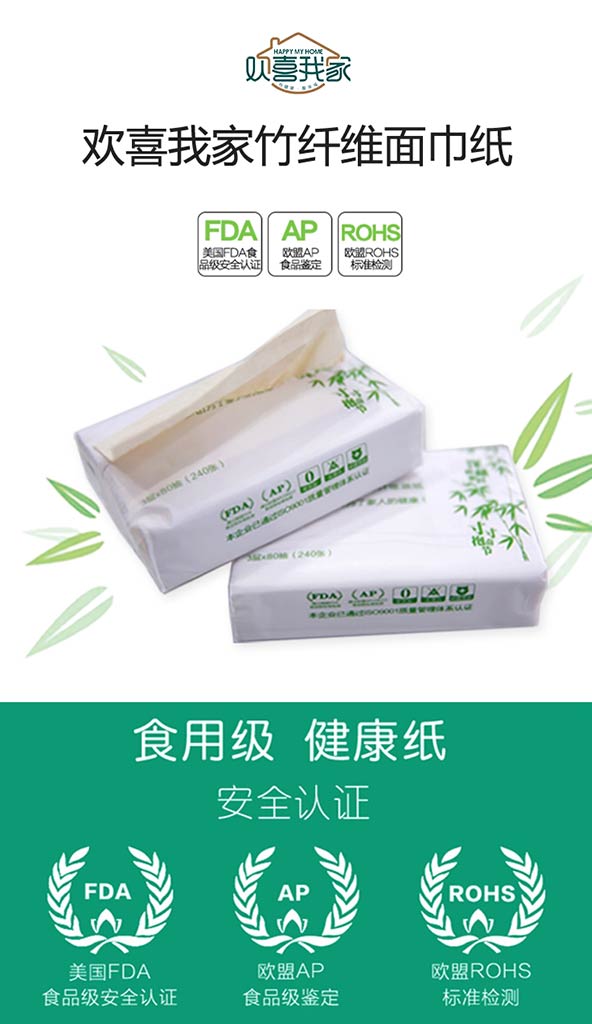 HAPPY MY HOME
欢喜我家
欢喜我家竹纤维面巾纸
FDA
美国FDA食
品级安全认证
AP
欧盟AP
食品鉴定
ROHS
欧盟ROHS
标准检测
3层x80抽（240张）
(FDA) (AP)
本企业已通过ISO9001质量管理体系认证
3层x80抽（240张）
(FDA) (AP)
本企业已通过ISO9001质量管理体系认证
食用级 健康纸
安全认证
FDA
美国FDA
食品级安全认证
AP
欧盟AP
食品级鉴定
ROHS
欧盟ROHS
标准检测